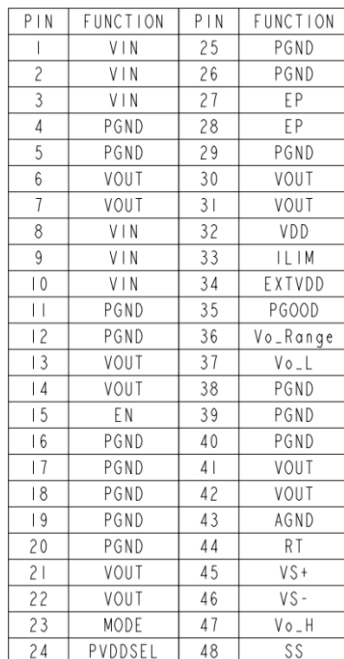 PIN FUNCTION PIN FUNCTION
1 VIN 25 PGND
2 VIN 26 PGND
3 VIN 27 EP
4 PGND 28 EP
5 PGND 29 PGND
6 VOUT 30 VOUT
7 VOUT 31 VOUT
8 VIN 32 VDD
9 VIN 33 ILIM
10 VIN 34 EXTVDD
11 PGND 35 PGOOD
12 PGND 36 Vo_Range
13 VOUT 37 Vo_L
14 VOUT 38 PGND
15 EN 39 PGND
16 PGND 40 PGND
17 PGND 41 VOUT
18 PGND 42 VOUT
19 PGND 43 AGND
20 PGND 44 RT
21 VOUT 45 VS+
22 VOUT 46 VS-
23 MODE 47 Vo_H
24 PVDDSEL 48 SS